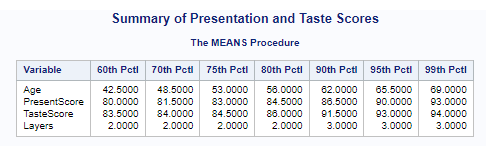 Summary of Presentation and Taste Scores
The MEANS Procedure
Variable 60th Pctl 70th Pctl 75th Pctl 80th Pctl 90th Pctl 95th Pctl 99th Pctl
Age 42.5000 48.5000 53.0000 56.0000 62.0000 65.5000 69.0000
PresentScore 80.0000 81.5000 83.0000 84.5000 86.5000 90.0000 93.0000
TasteScore 83.5000 84.0000 84.5000 86.0000 91.5000 93.0000 94.0000
Layers 2.0000 2.0000 2.0000 2.0000 3.0000 3.0000 3.0000